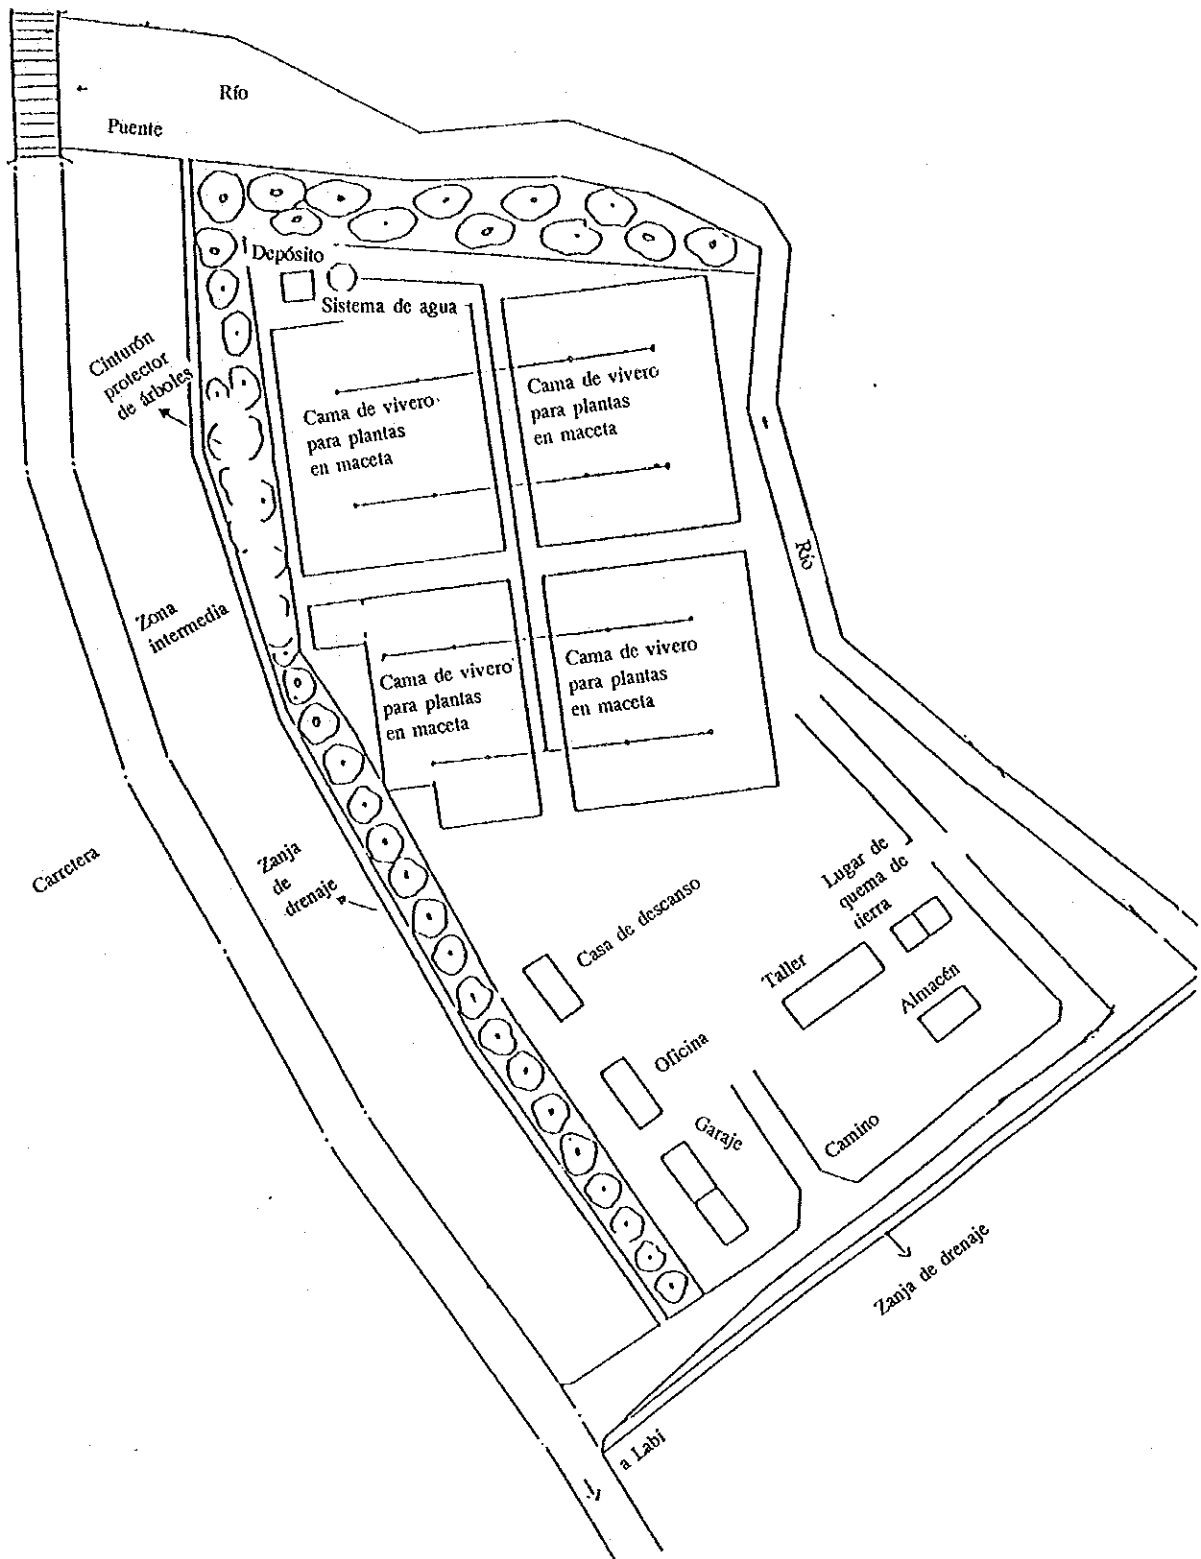 Río
Puente
Depósito
Sistema de agua
Cinturón
protector
de árboles
Cama de vivero
para plantas
en maceta
Cama de vivero
para plantas
en maceta
Río
Zona
intermedia
Cama de vivero
para plantas
en maceta
Cama de vivero
para plantas
en maceta
Carretera
Zanja
de
drenaje
Lugar de
quema de
tierra
Casa de descanso
Taller
Almacén
Oficina
Garaje
Camino
Zanja de drenaje
a Labi